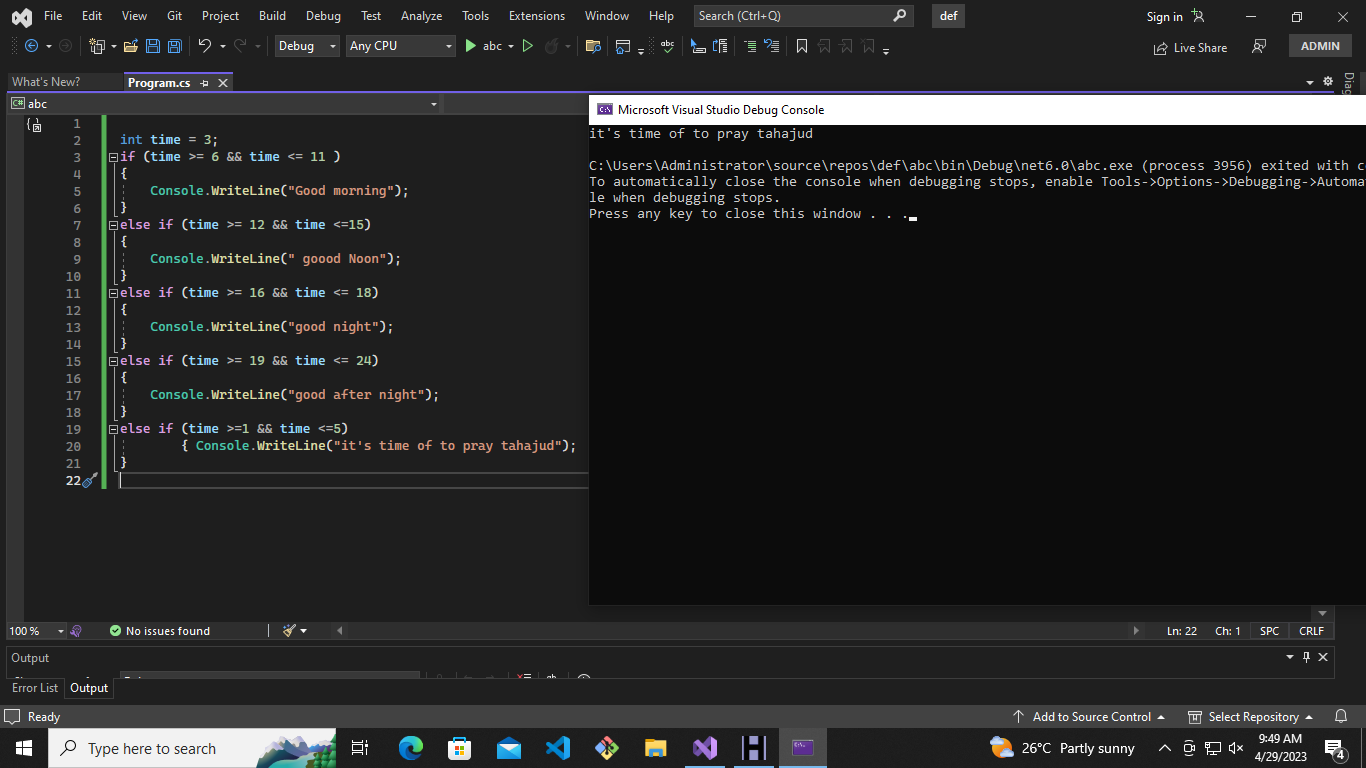 File Edit View Git Project Build Debug Test Analyze Tools Extensions Window Help Search (Ctrl+Q) def Sign in
Debug Any CPU abc Live Share ADMIN
What's New? Program.cs
abc
1
2 int time = 3;
3 if (time >= 6 && time <= 11 )
4 {
5 Console.WriteLine("Good morning");
6 }
7 else if (time >= 12 && time <=15)
8 {
9 Console.WriteLine(" goood Noon");
10 }
11 else if (time >= 16 && time <= 18)
12 {
13 Console.WriteLine("good night");
14 }
15 else if (time >= 19 && time <= 24)
16 {
17 Console.WriteLine("good after night");
18 }
19 else if (time >=1 && time <=5)
20 { Console.WriteLine("it's time of to pray tahajud");
21 }
22
Microsoft Visual Studio Debug Console
it's time of to pray tahajud
C:\Users\Administrator\source\repos\def\abc\bin\Debug\net6.0\abc.exe (process 3956) exited with
To automatically close the console when debugging stops, enable Tools->Options->Debugging->Automa
le when debugging stops.
Press any key to close this window . . .
100 % No issues found Ln: 22 Ch: 1 SPC CRLF
Output
Error List Output
Ready Add to Source Control Select Repository
Type here to search 26°C Partly sunny 9:49 AM
4/29/2023 4